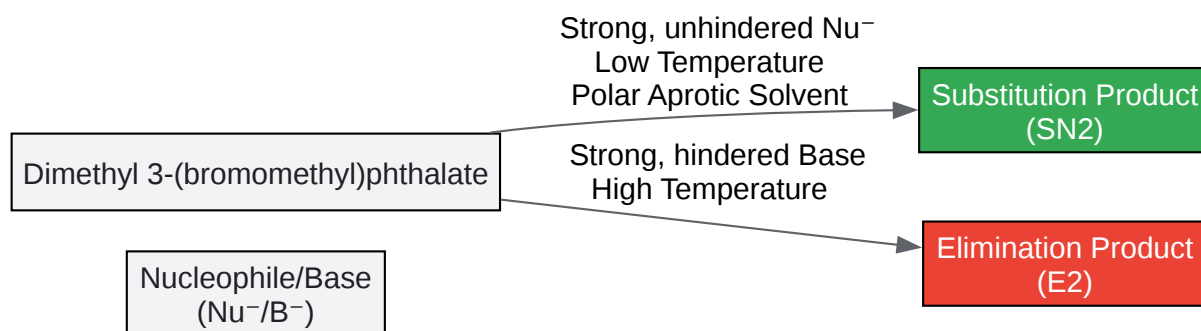 Strong, unhindered Nu⁻
Low Temperature
Polar Aprotic Solvent
Substitution Product
(SN2)
Dimethyl 3-(bromomethyl)phthalate
Strong, hindered Base
High Temperature
Elimination Product
(E2)
Nucleophile/Base
(Nu⁻/B⁻)